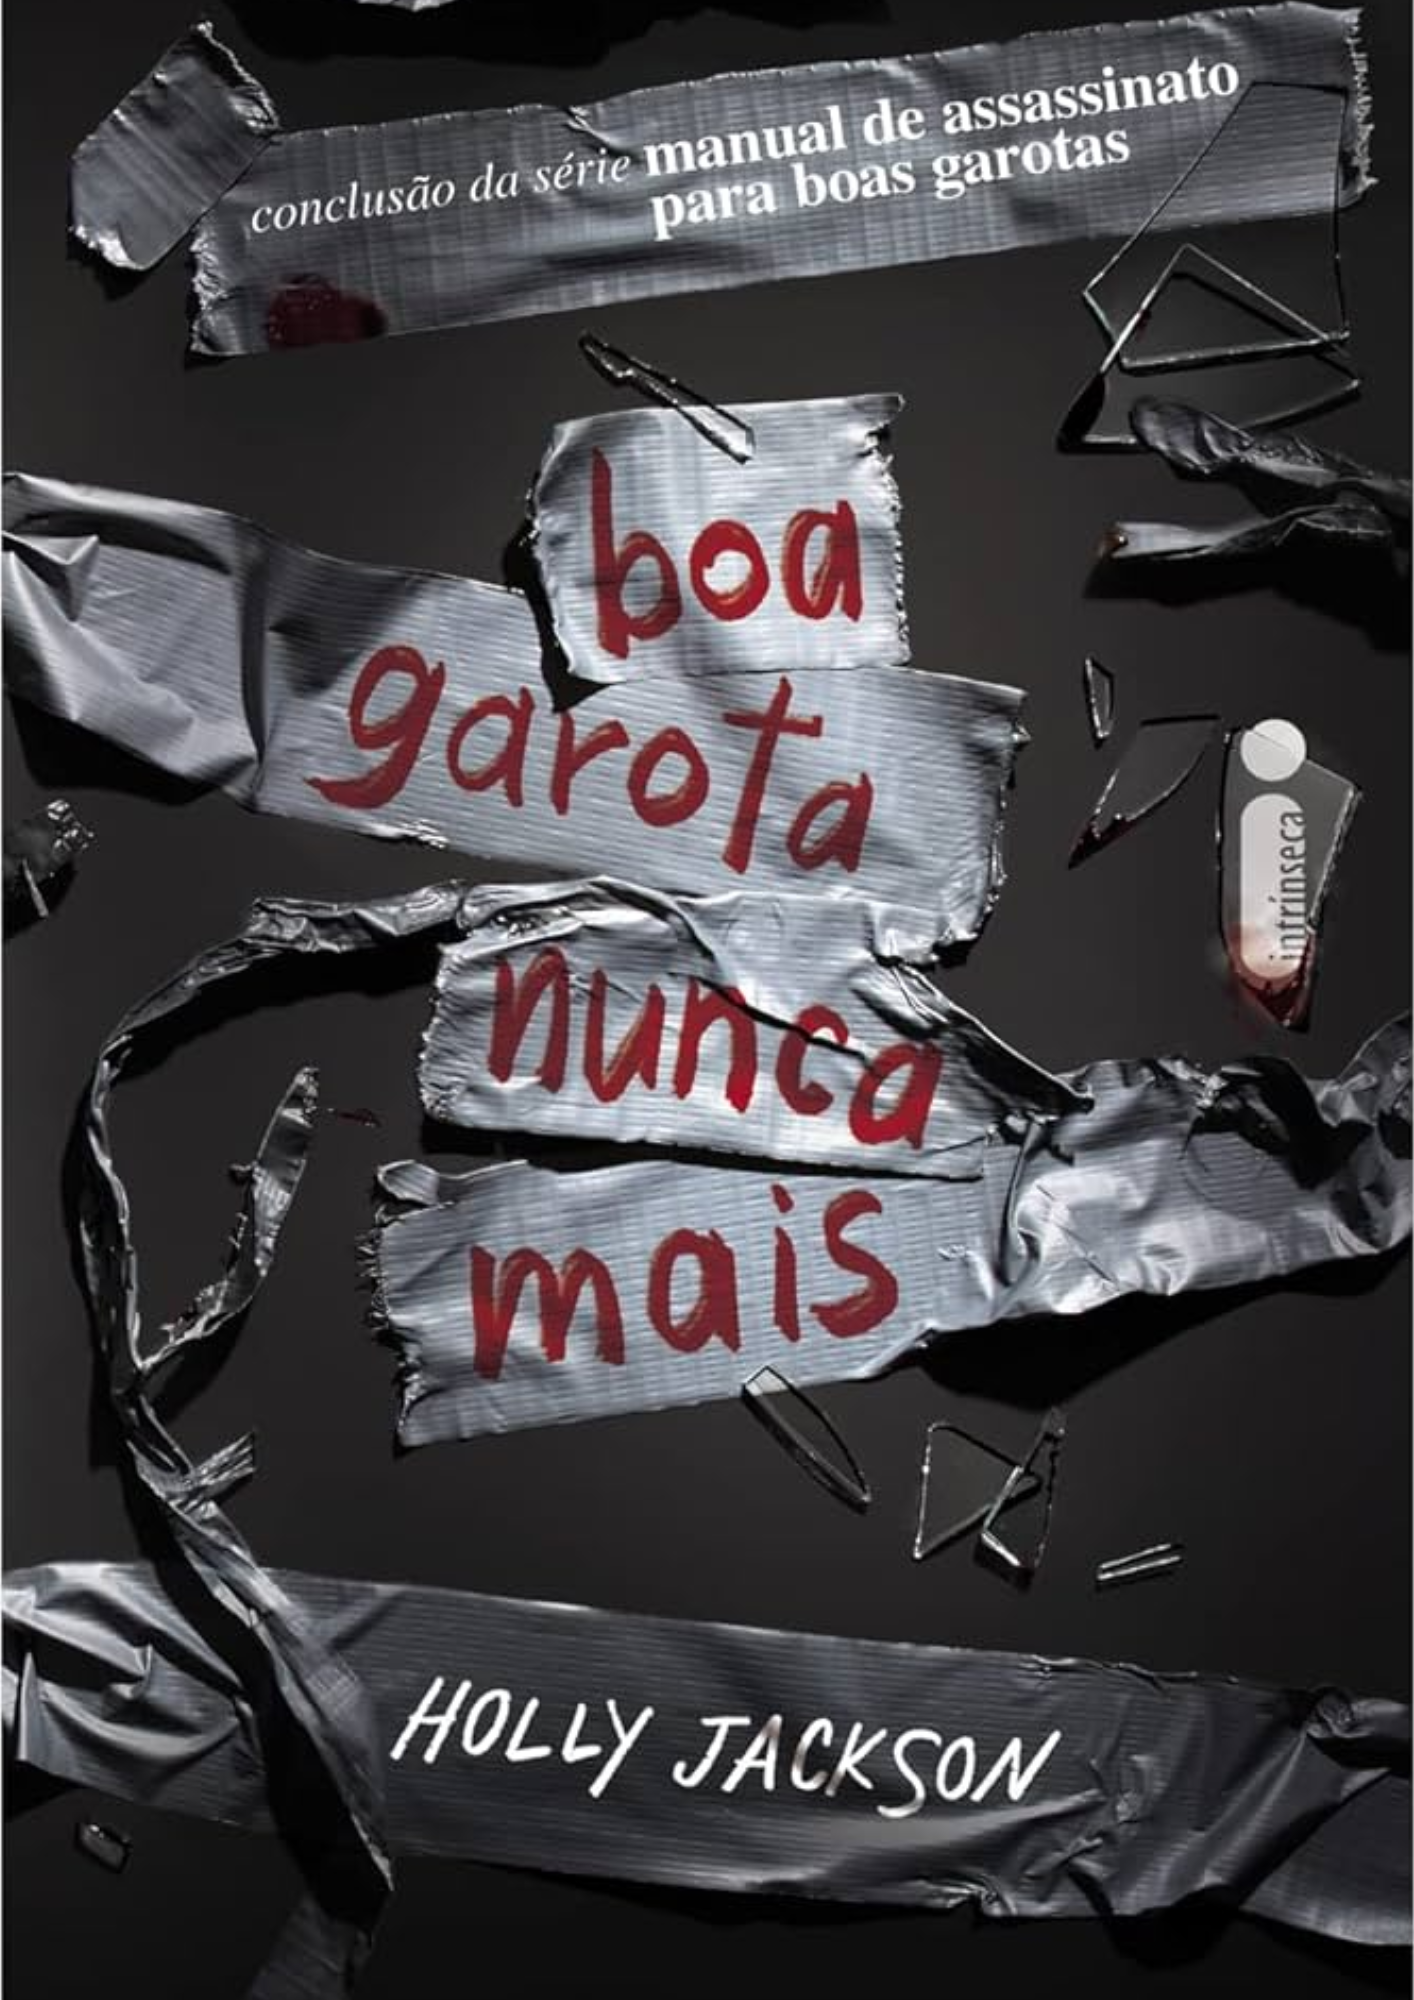 conclusão da série manual de assassinato
para boas garotas
boa
garota
nunca
mais
intrínseca
HOLLY JACKSON